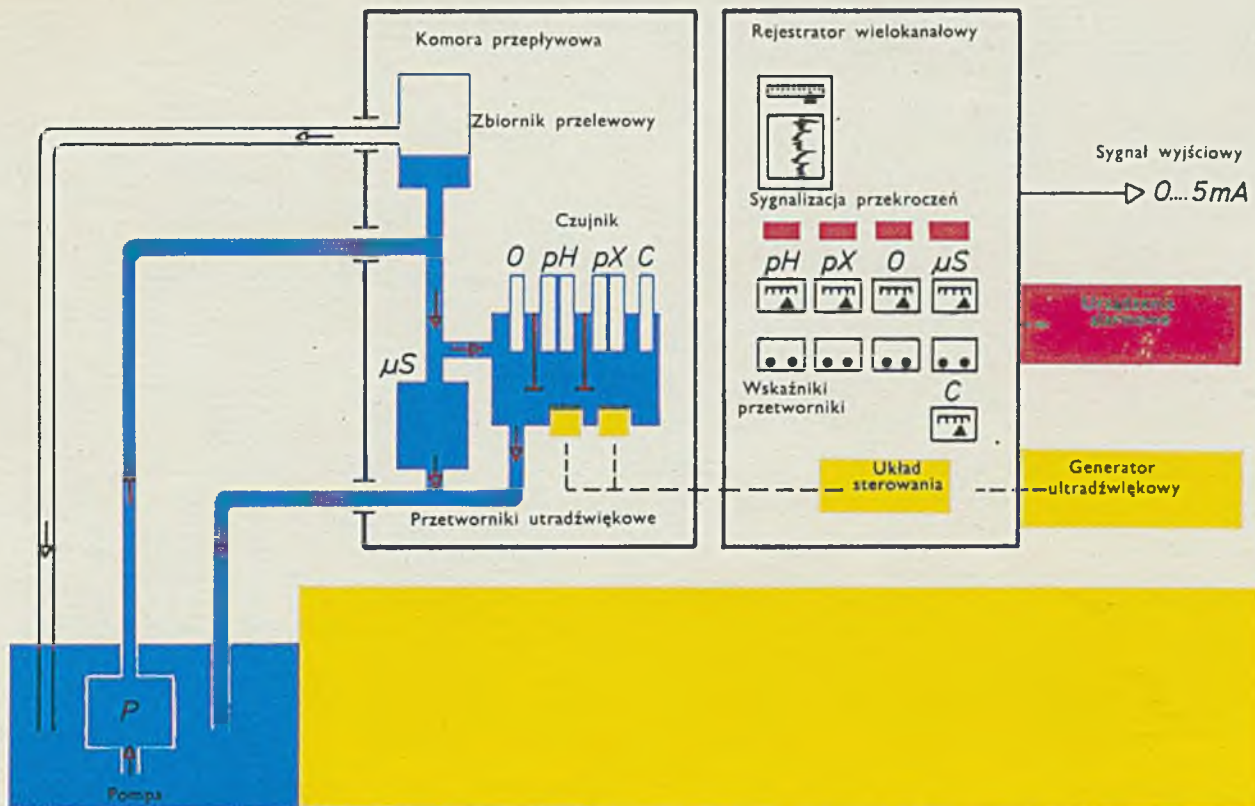 Komora przepływowa
Zbiornik przelewowy
Czujnik
O pH pX C
µS
Przetworniki utradźwiękowe
P
Pompa
Rejestrator wielokanałowy
Sygnalizacja przekroczeń
pH pX O µS
Wskaźniki
przetworniki
C
Układ
sterowania
Sygnał wyjściowy
0....5mA
Generator
ultradźwiękowy